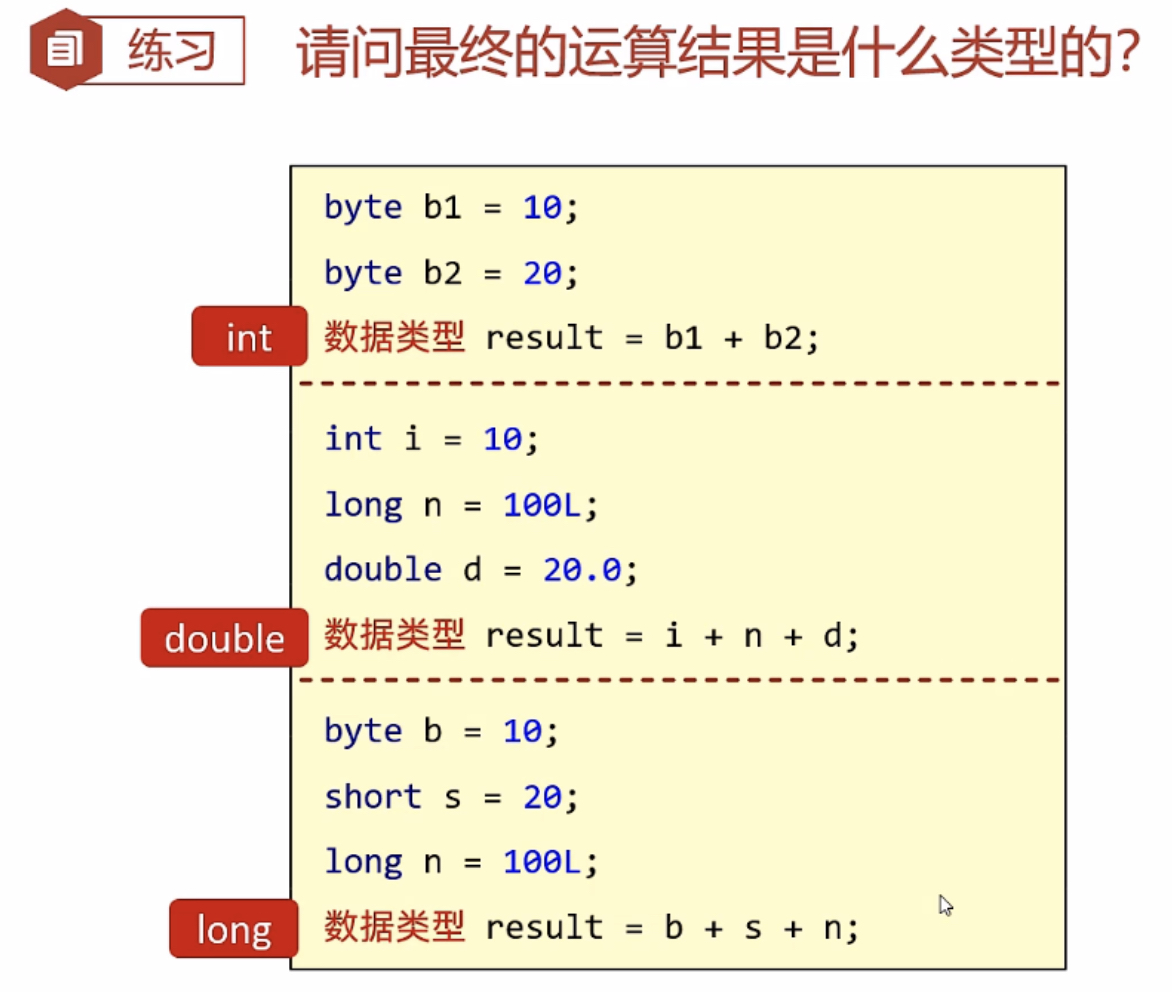 练习 请问最终的运算结果是什么类型的？
byte b1 = 10;
byte b2 = 20;
int 数据类型 result = b1 + b2;
int i = 10;
long n = 100L;
double d = 20.0;
double 数据类型 result = i + n + d;
byte b = 10;
short s = 20;
long n = 100L;
long 数据类型 result = b + s + n;